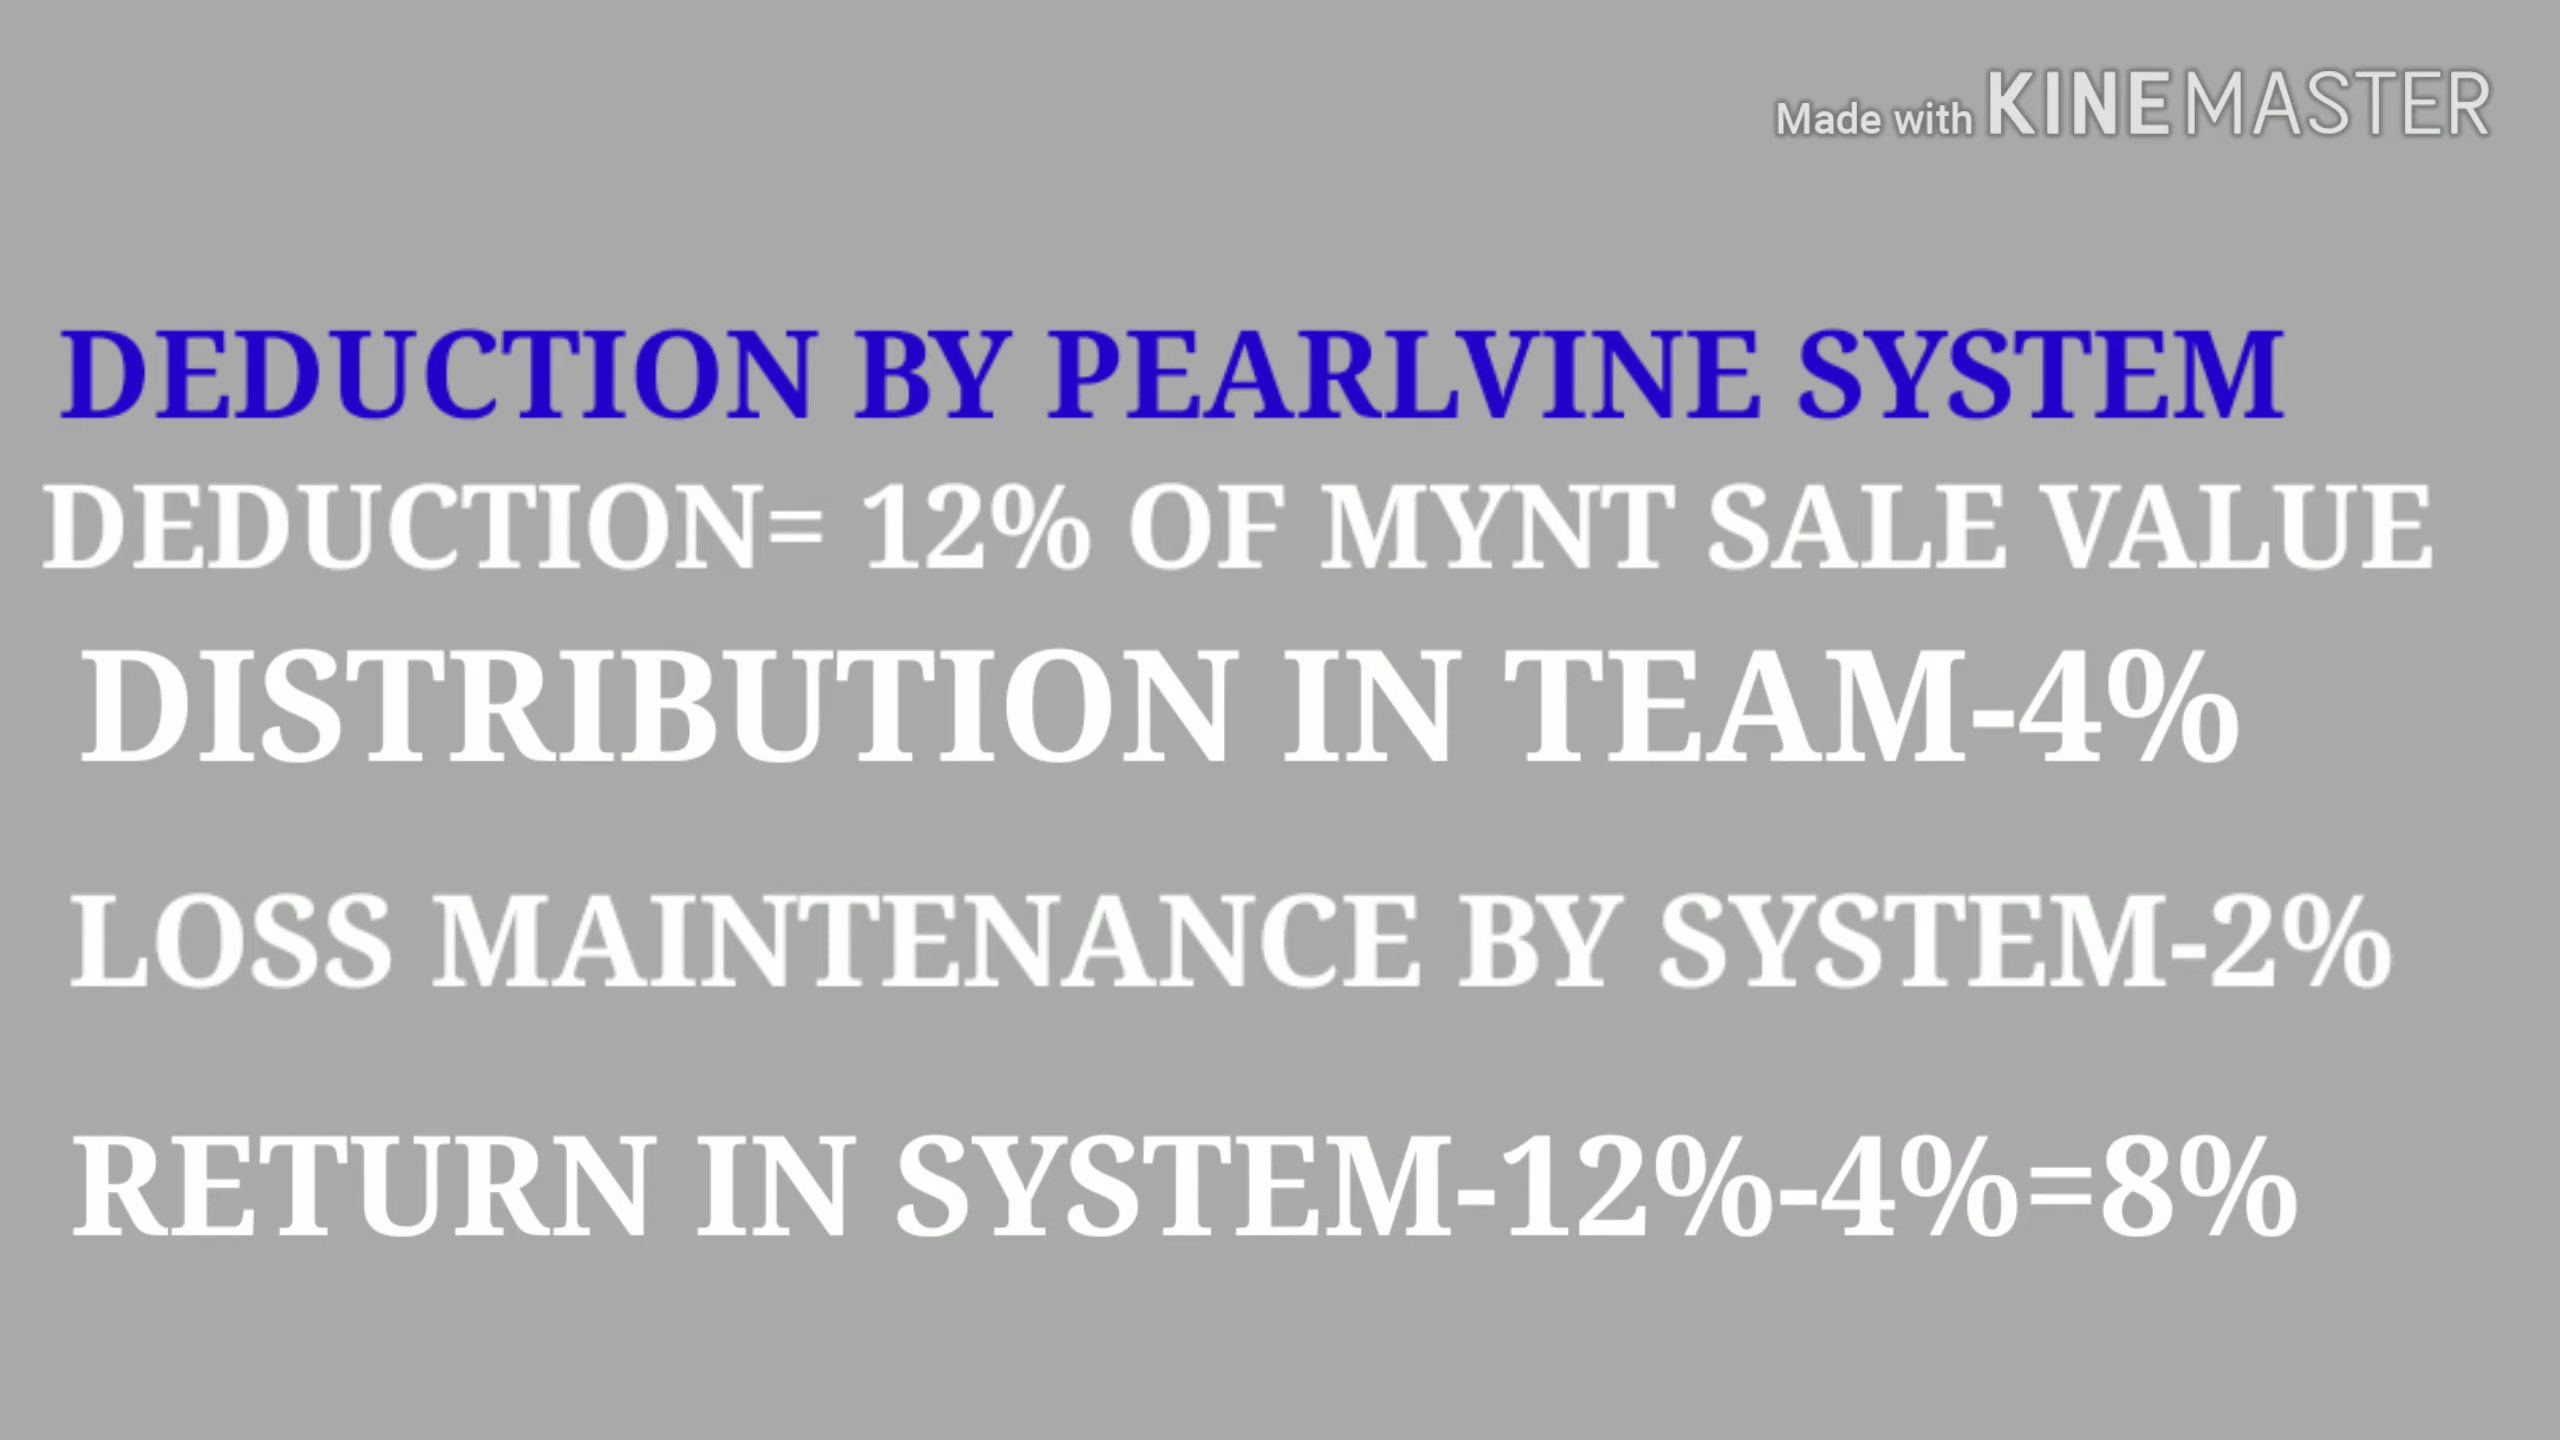 Made with KINEMASTER
DEDUCTION BY PEARLVINE SYSTEM
DEDUCTION= 12% OF MYNT SALE VALUE
DISTRIBUTION IN TEAM-4%
LOSS MAINTENANCE BY SYSTEM-2%
RETURN IN SYSTEM-12%-4%=8%